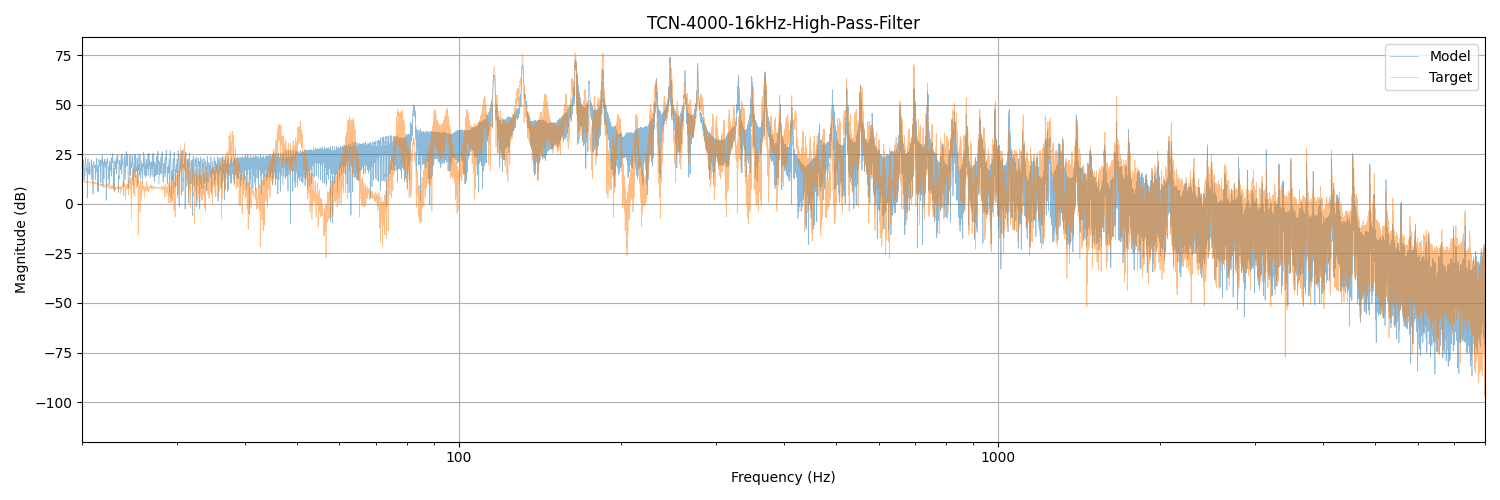 TCN-4000-16kHz-High-Pass-Filter
Model
Target
Magnitude (dB)
75
50
25
0
−25
−50
−75
−100
100
1000
Frequency (Hz)